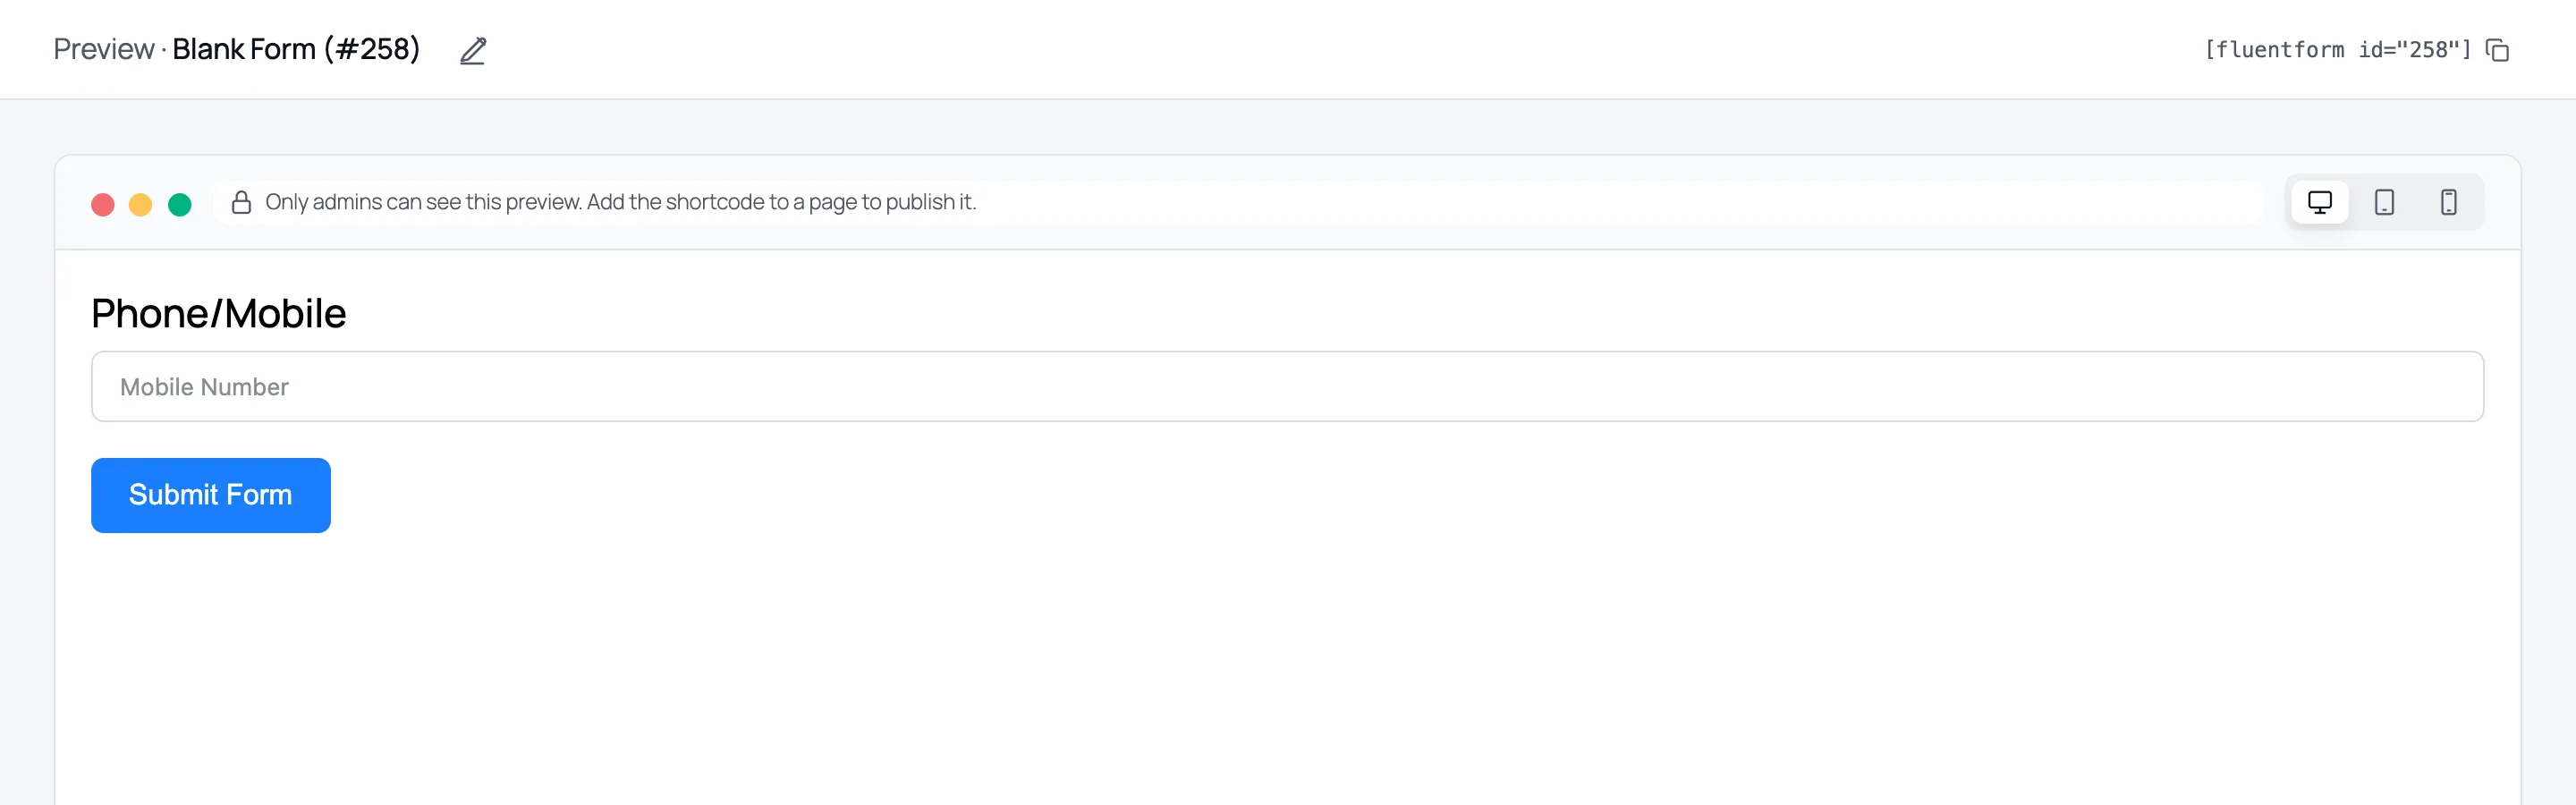 Preview · Blank Form (#258)
[fluentform id="258"]
Only admins can see this preview. Add the shortcode to a page to publish it.
Phone/Mobile
Mobile Number
Submit Form